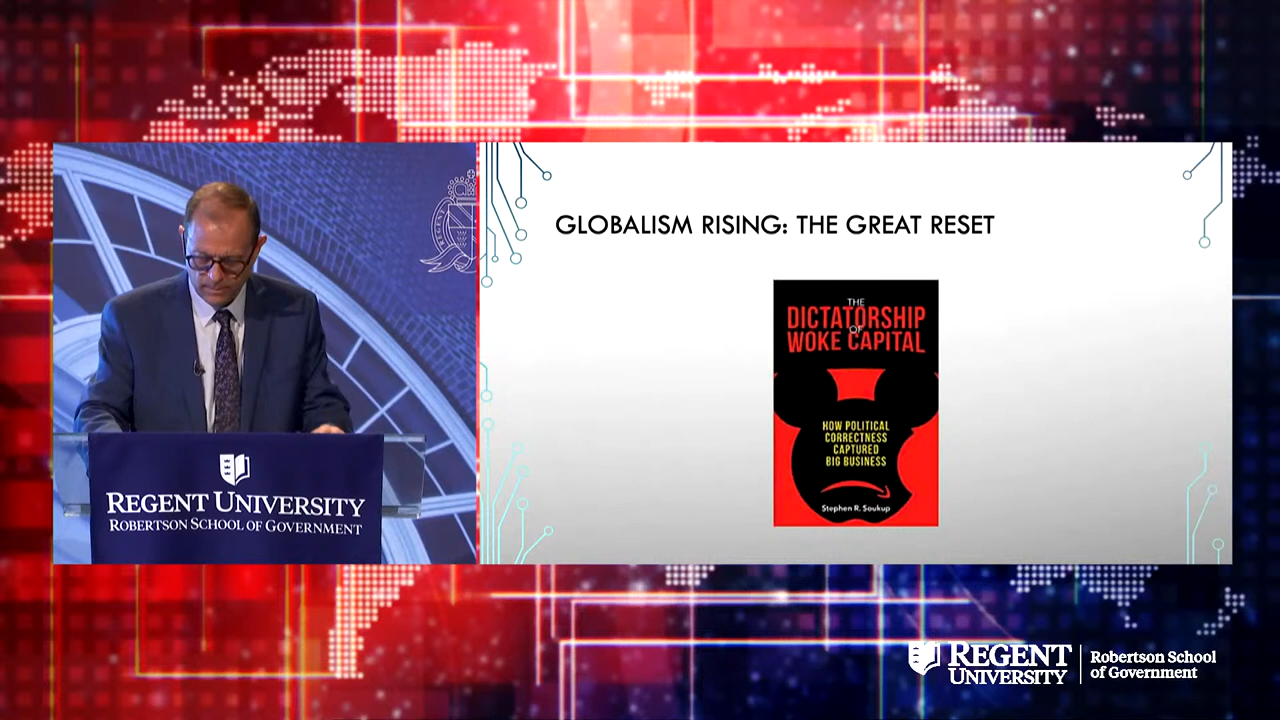 REGENT
REGENT UNIVERSITY
ROBERTSON SCHOOL OF GOVERNMENT
GLOBALISM RISING: THE GREAT RESET
THE
DICTATORSHIP
OF
WOKE CAPITAL
HOW POLITICAL
CORRECTNESS
CAPTURED
BIG BUSINESS
Stephen R. Soukup
REGENT
UNIVERSITY
Robertson School
of Government